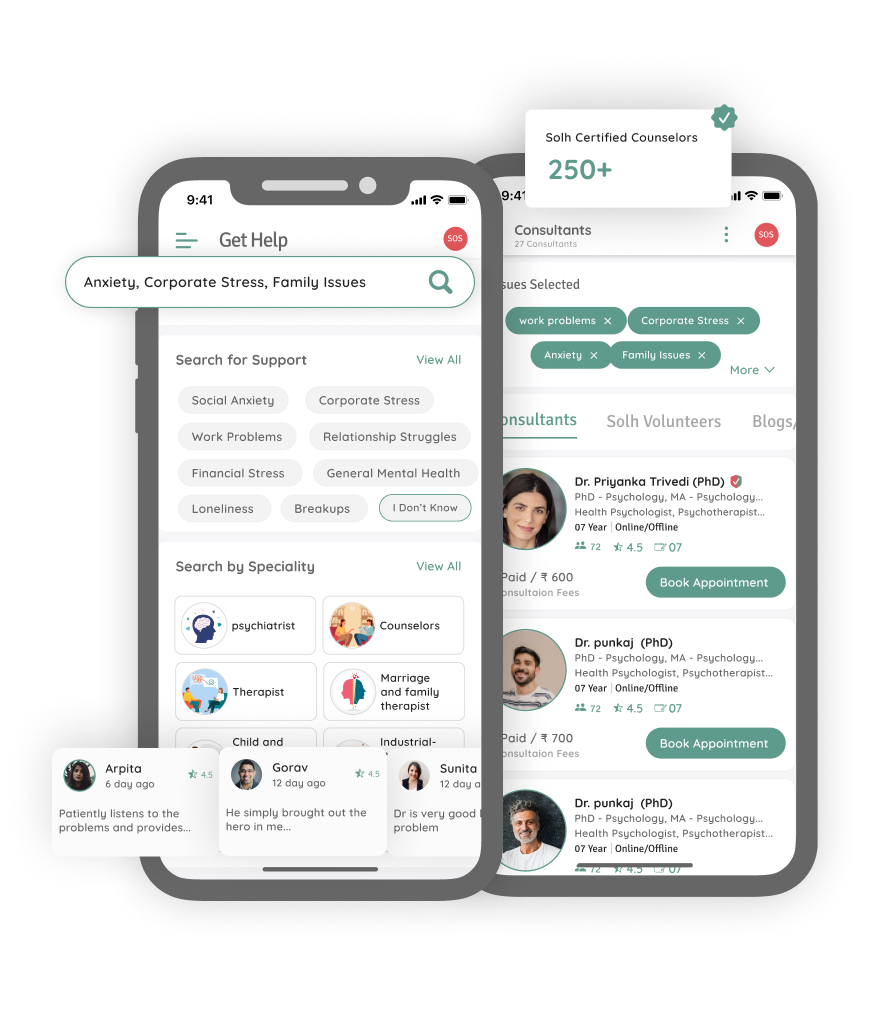 Solh Certified Counselors
250+
9:41
Get Help
SOS
Anxiety, Corporate Stress, Family Issues
Search for Support
View All
Social Anxiety
Corporate Stress
Work Problems
Relationship Struggles
Financial Stress
General Mental Health
Loneliness
Breakups
I Don't Know
Search by Speciality
View All
psychiatrist
Counselors
Therapist
Marriage
and family
therapist
Child and
Industrial-
Arpita
6 day ago
4.5
Patiently listens to the
problems and provides...
Gorav
12 day ago
4.5
He simply brought out the
hero in me...
Sunita
12 day a
Dr is very good
problem
9:41
Consultants
27 Consultants
SOS
sues Selected
work problems ×
Corporate Stress ×
Anxiety ×
Family Issues ×
More
onsultants
Solh Volunteers
Blogs/
Dr. Priyanka Trivedi (PhD)
PhD - Psychology, MA - Psychology...
Health Psychologist, Psychotherapist...
07 Year | Online/Offline
72
4.5
07
Paid / ₹ 600
onsultaion Fees
Book Appointment
Dr. punkaj (PhD)
PhD - Psychology, MA - Psychology...
Health Psychologist, Psychotherapist...
07 Year | Online/Offline
72
4.5
07
Paid / ₹ 700
onsultaion Fees
Book Appointment
Dr. punkaj (PhD)
PhD - Psychology, MA - Psychology...
Health Psychologist, Psychotherapist...
07 Year | Online/Offline
72
4.5
07